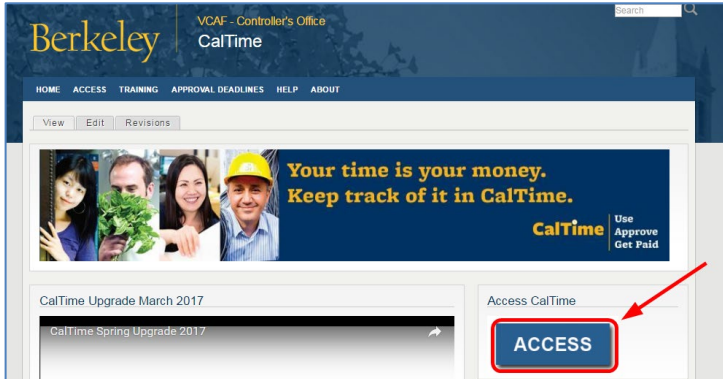 Search
Berkeley
VCAF - Controller's Office
CalTime
HOME ACCESS TRAINING APPROVAL DEADLINES HELP ABOUT
View Edit Revisions
Your time is your money.
Keep track of it in CalTime.
CalTime
Use
Approve
Get Paid
CalTime Upgrade March 2017
CalTime Spring Upgrade 2017
Access CalTime
ACCESS